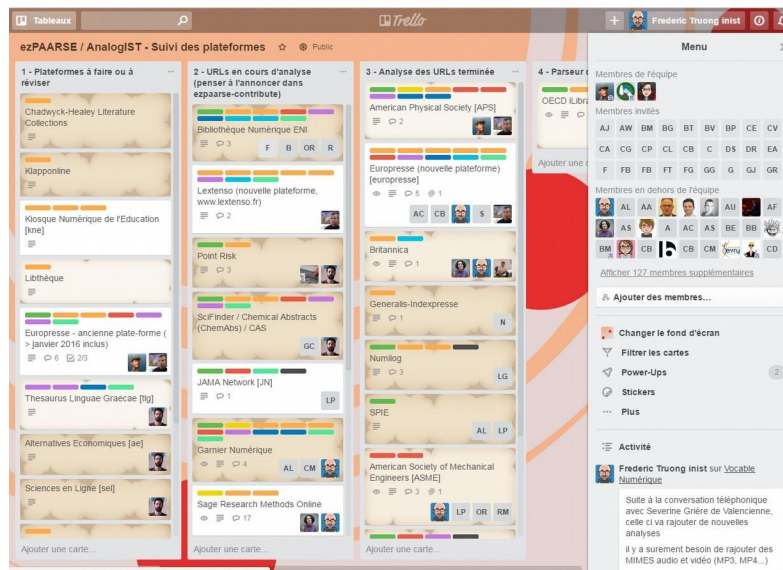 Tableaux
Trello
Frederic Truong inist
ezPAARSE / AnalogIST - Suivi des plateformes
Public
1 - Plateformes à faire ou à
réviser
Chadwyck-Healey Literature
Collections
Klapponline
Kiosque Numérique de l'Education
[kne]
Libthèque
Europresse - ancienne plate-forme (
> janvier 2016 inclus)
6
2/3
Thesaurus Linguae Graecae [tlg]
Alternatives Economiques [ae]
Sciences en Ligne [sel]
Ajouter une carte...
2 - URLs en cours d'analyse
(penser à l'annoncer dans
ezpaarse-contribute)
Bibliothèque Numérique ENI
3
F B OR R
Lextenso (nouvelle plateforme,
www.lextenso.fr)
2
Point Risk
3
SciFinder / Chemical Abstracts
(ChemAbs) / CAS
GC
JAMA Network [JN]
1
LP
Garnier Numérique
4
AL CM
Sage Research Methods Online
17
Ajouter une carte...
3 - Analyse des URLs terminée
American Physical Society [APS]
2
Europresse (nouvelle plateforme)
[europresse]
5
1
AC CB S
Britannica
1
Generalis-Indexpresse
1
N
Numilog
3
LG
SPIE
AL LP
American Society of Mechanical
Engineers [ASME]
3
1
LP OR RM
Ajouter une carte...
4 - Parseur
OECD iLibra
Ajouter une
Menu
Membres de l'équipe
Membres invités
AJ AW BM BG BT BV BP CE CV
CA CG CP CL CB C DS DR EA
F FB FB FT FG GG G GJ GR
Membres en dehors de l'équipe
AL AA AU AF
AS A AC AS BE BB
BM CB CB CM CD
Afficher 127 membres supplémentaires
Ajouter des membres...
Changer le fond d'écran
Filtrer les cartes
Power-Ups
2
Stickers
Plus
Activité
Frederic Truong inist sur Vocable
Numérique
Suite à la conversation téléphonique
avec Severine Grière de Valencienne,
celle ci va rajouter de nouvelles
analyses
il y a surement besoin de rajouter des
MIMES audio et vidéo (MP3, MP4...)